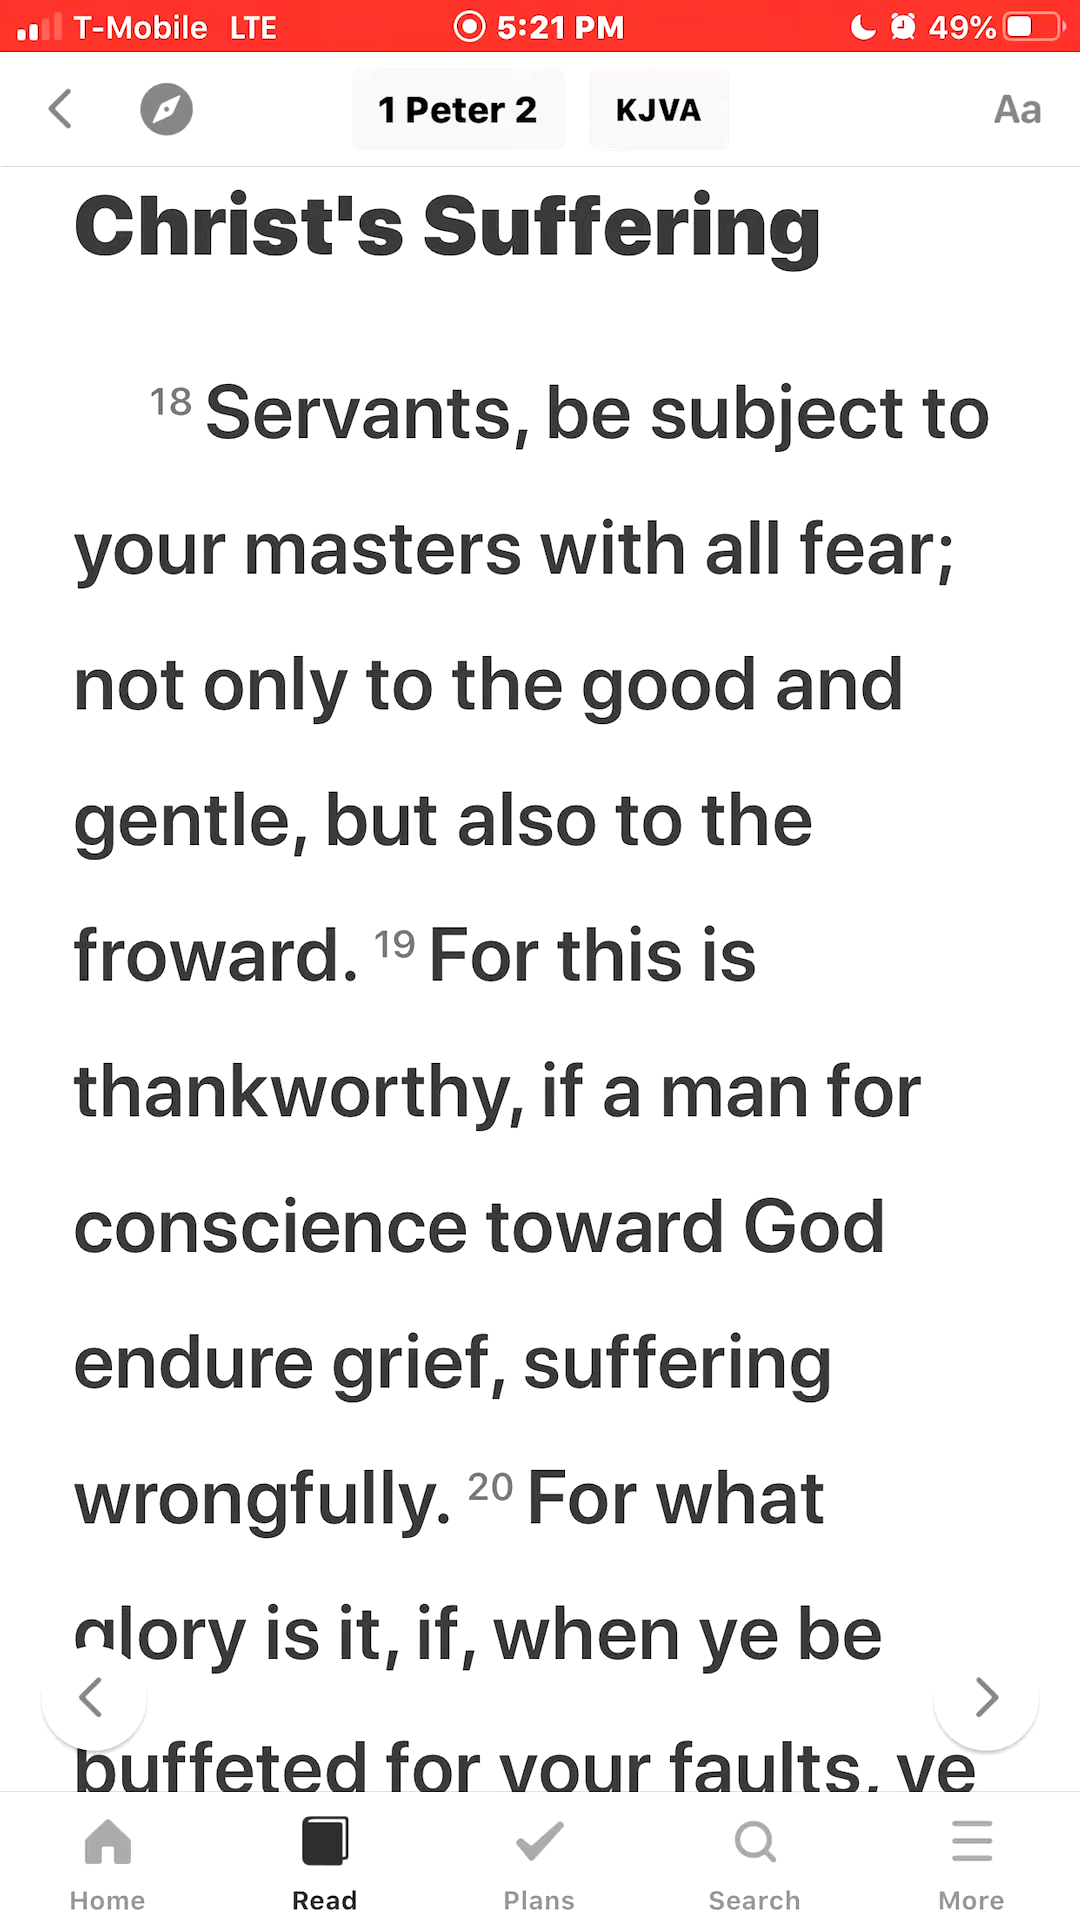 T-Mobile LTE 5:21 PM 49%
1 Peter 2 KJVA Aa
Christ's Suffering
18 Servants, be subject to
your masters with all fear;
not only to the good and
gentle, but also to the
froward. 19 For this is
thankworthy, if a man for
conscience toward God
endure grief, suffering
wrongfully. 20 For what
glory is it, if, when ye be
buffeted for your faults, ye
Home Read Plans Search More